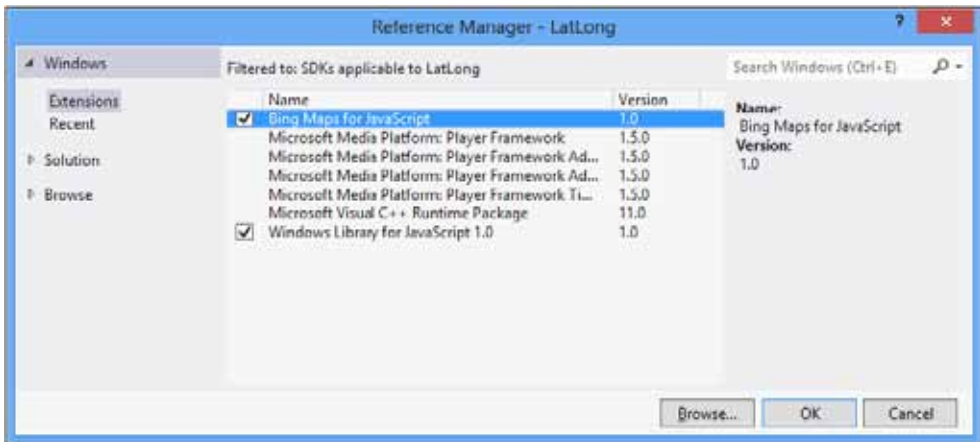 Reference Manager - LatLong
?
Windows
Extensions
Recent
Solution
Browse
Filtered to: SDKs applicable to LatLong
Search Windows (Ctrl+E)
Name Version
Bing Maps for JavaScript 1.0
Microsoft Media Platform: Player Framework 1.5.0
Microsoft Media Platform: Player Framework Ad... 1.5.0
Microsoft Media Platform: Player Framework Ad... 1.5.0
Microsoft Media Platform: Player Framework Ti... 1.5.0
Microsoft Visual C++ Runtime Package 11.0
Windows Library for JavaScript 1.0 1.0
Name:
Bing Maps for JavaScript
Version:
1.0
Browse... OK Cancel